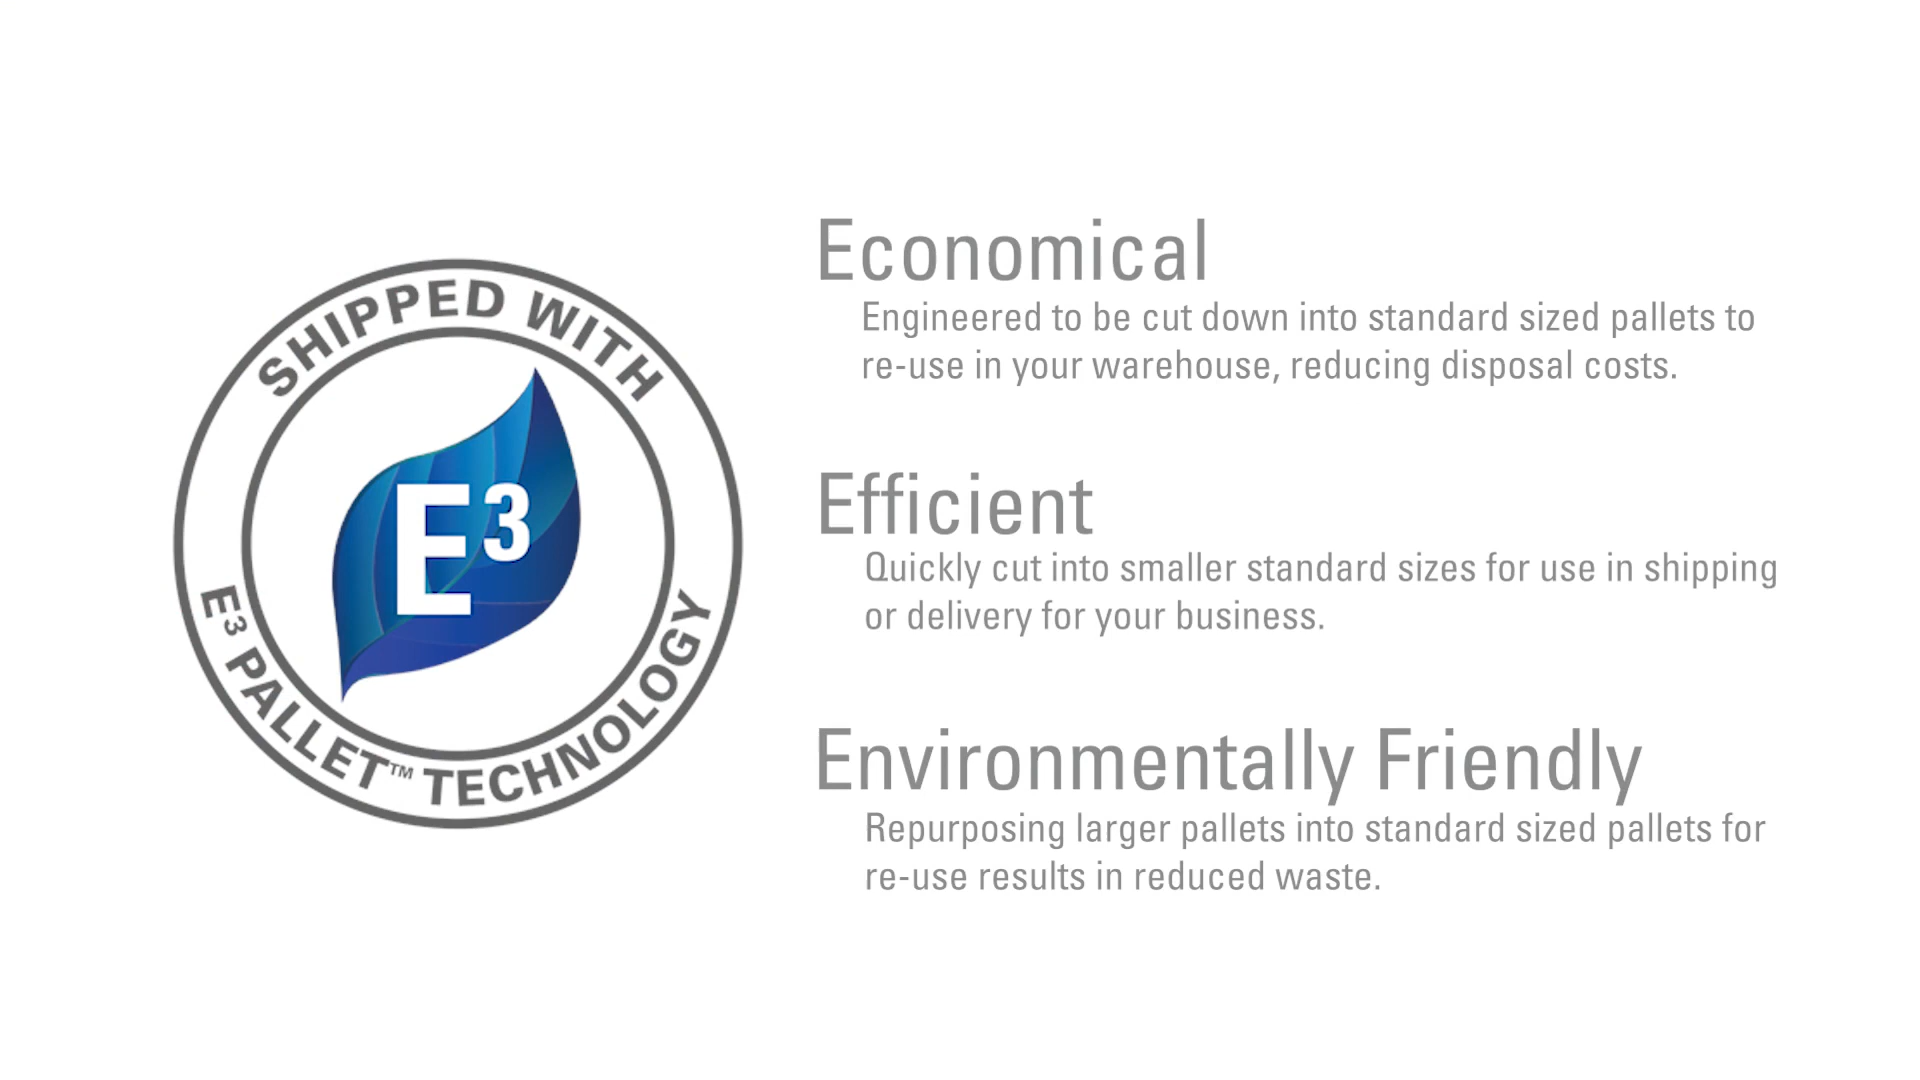 SHIPPED WITH
E³
E³ PALLET™ TECHNOLOGY
Economical
Engineered to be cut down into standard sized pallets to
re-use in your warehouse, reducing disposal costs.
Efficient
Quickly cut into smaller standard sizes for use in shipping
or delivery for your business.
Environmentally Friendly
Repurposing larger pallets into standard sized pallets for
re-use results in reduced waste.